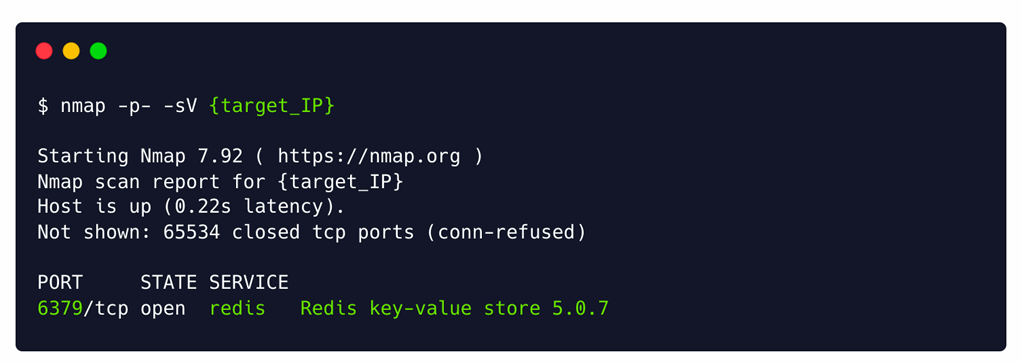 $ nmap -p- -sV {target_IP}
Starting Nmap 7.92 ( https://nmap.org )
Nmap scan report for {target_IP}
Host is up (0.22s latency).
Not shown: 65534 closed tcp ports (conn-refused)
PORT     STATE SERVICE
6379/tcp open  redis   Redis key-value store 5.0.7